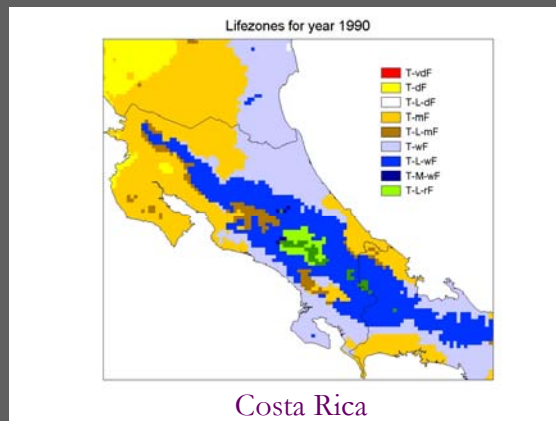 Lifezones for year 1990
T-vdF
T-dF
T-L-dF
T-mF
T-L-mF
T-wF
T-L-wF
T-M-wF
T-L-rF
Costa Rica